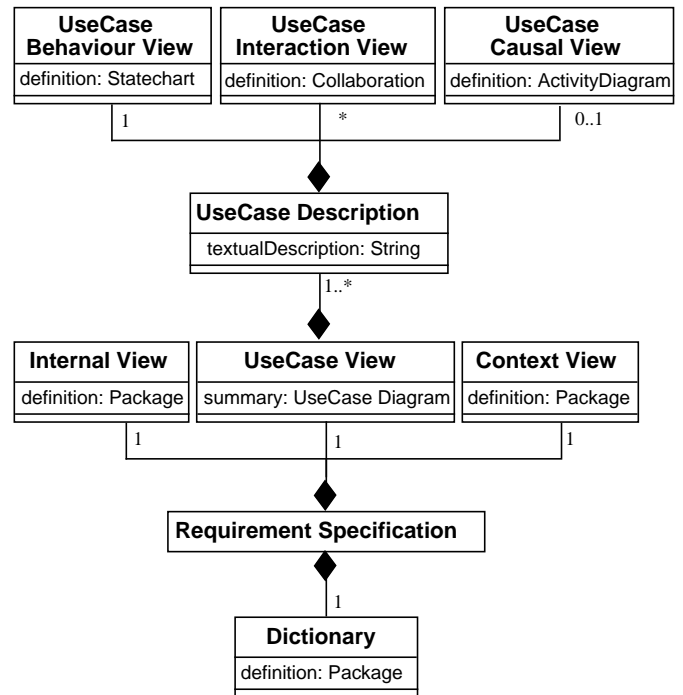 UseCase
Behaviour View
definition: Statechart
UseCase
Interaction View
definition: Collaboration
UseCase
Causal View
definition: ActivityDiagram
1
*
0..1
UseCase Description
textualDescription: String
1..*
Internal View
definition: Package
UseCase View
summary: UseCase Diagram
Context View
definition: Package
1
1
1
Requirement Specification
1
Dictionary
definition: Package